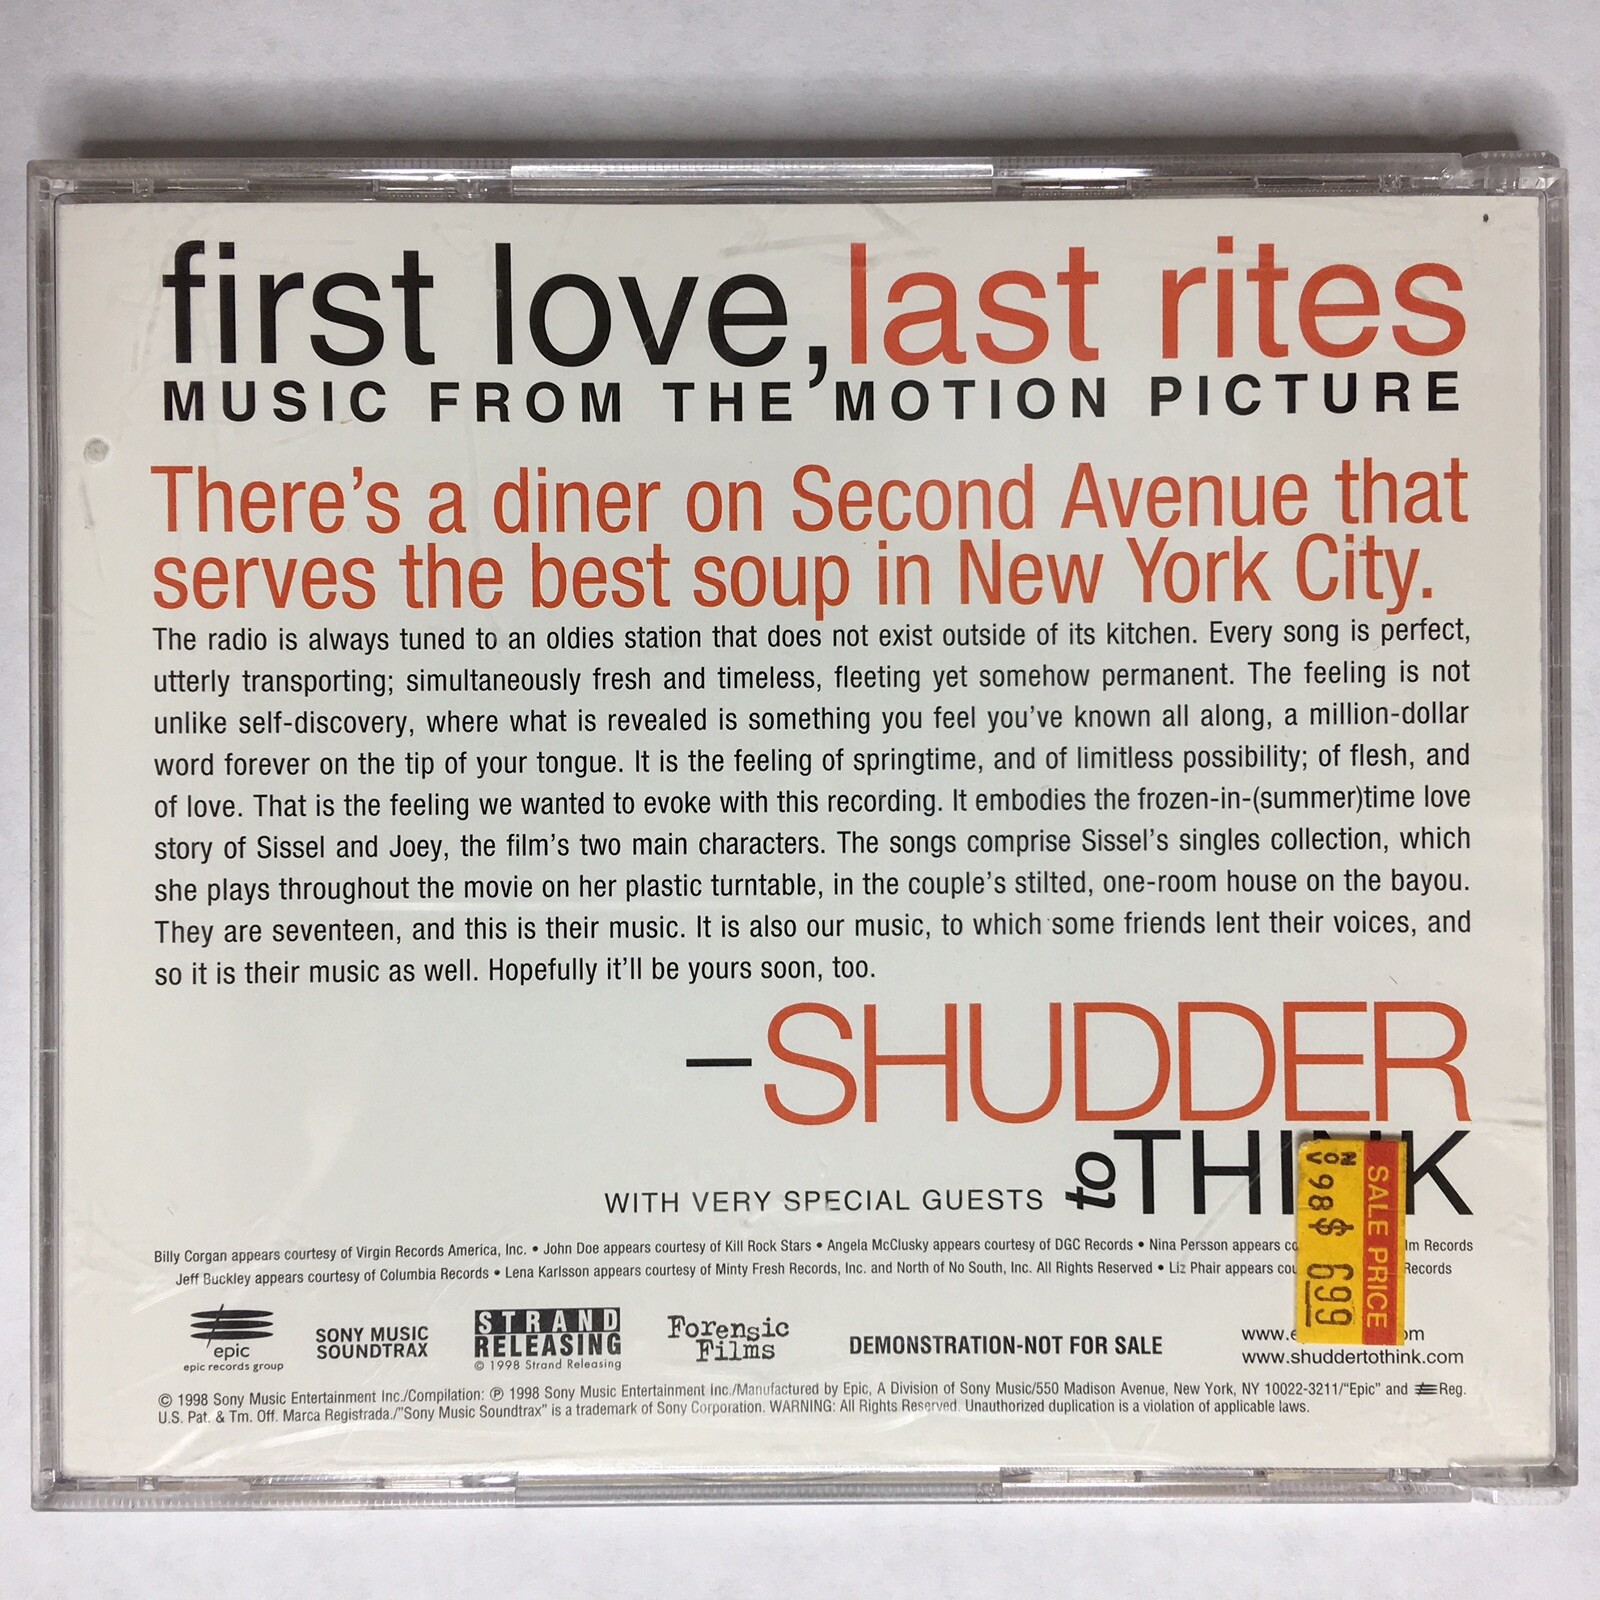 first love, last rites
MUSIC FROM THE MOTION PICTURE
There's a diner on Second Avenue that
serves the best soup in New York City.
The radio is always tuned to an oldies station that does not exist outside of its kitchen. Every song is perfect,
utterly transporting; simultaneously fresh and timeless, fleeting yet somehow permanent. The feeling is not
unlike self-discovery, where what is revealed is something you feel you've known all along, a million-dollar
word forever on the tip of your tongue. It is the feeling of springtime, and of limitless possibility; of flesh, and
of love. That is the feeling we wanted to evoke with this recording. It embodies the frozen-in-(summer)time love
story of Sissel and Joey, the film's two main characters. The songs comprise Sissel's singles collection, which
she plays throughout the movie on her plastic turntable, in the couple's stilted, one-room house on the bayou.
They are seventeen, and this is their music. It is also our music, to which some friends lent their voices, and
so it is their music as well. Hopefully it'll be yours soon, too.
–SHUDDER
to THINK
WITH VERY SPECIAL GUESTS
Billy Corgan appears courtesy of Virgin Records America, Inc. • John Doe appears courtesy of Kill Rock Stars • Angela McClusky appears courtesy of DGC Records • Nina Persson appears Records
Jeff Buckley appears courtesy of Columbia Records • Lena Karlsson appears courtesy of Minty Fresh Records, Inc. and North of No South, Inc. All Rights Reserved • Liz Phair appears Records
SALE PRICE
NOV 98 $ 699
epic
epic records group
SONY MUSIC
SOUNDTRAX
STRAND
RELEASING
© 1998 Strand Releasing
Forensic
Films
DEMONSTRATION-NOT FOR SALE
www.
www.shuddertothink.com
© 1998 Sony Music Entertainment Inc./Compilation: ℗ 1998 Sony Music Entertainment Inc./Manufactured by Epic, A Division of Sony Music/550 Madison Avenue, New York, NY 10022-3211/"Epic" and Reg.
U.S. Pat. & Tm. Off. Marca Registrada./"Sony Music Soundtrax" is a trademark of Sony Corporation. WARNING: All Rights Reserved. Unauthorized duplication is a violation of applicable laws.